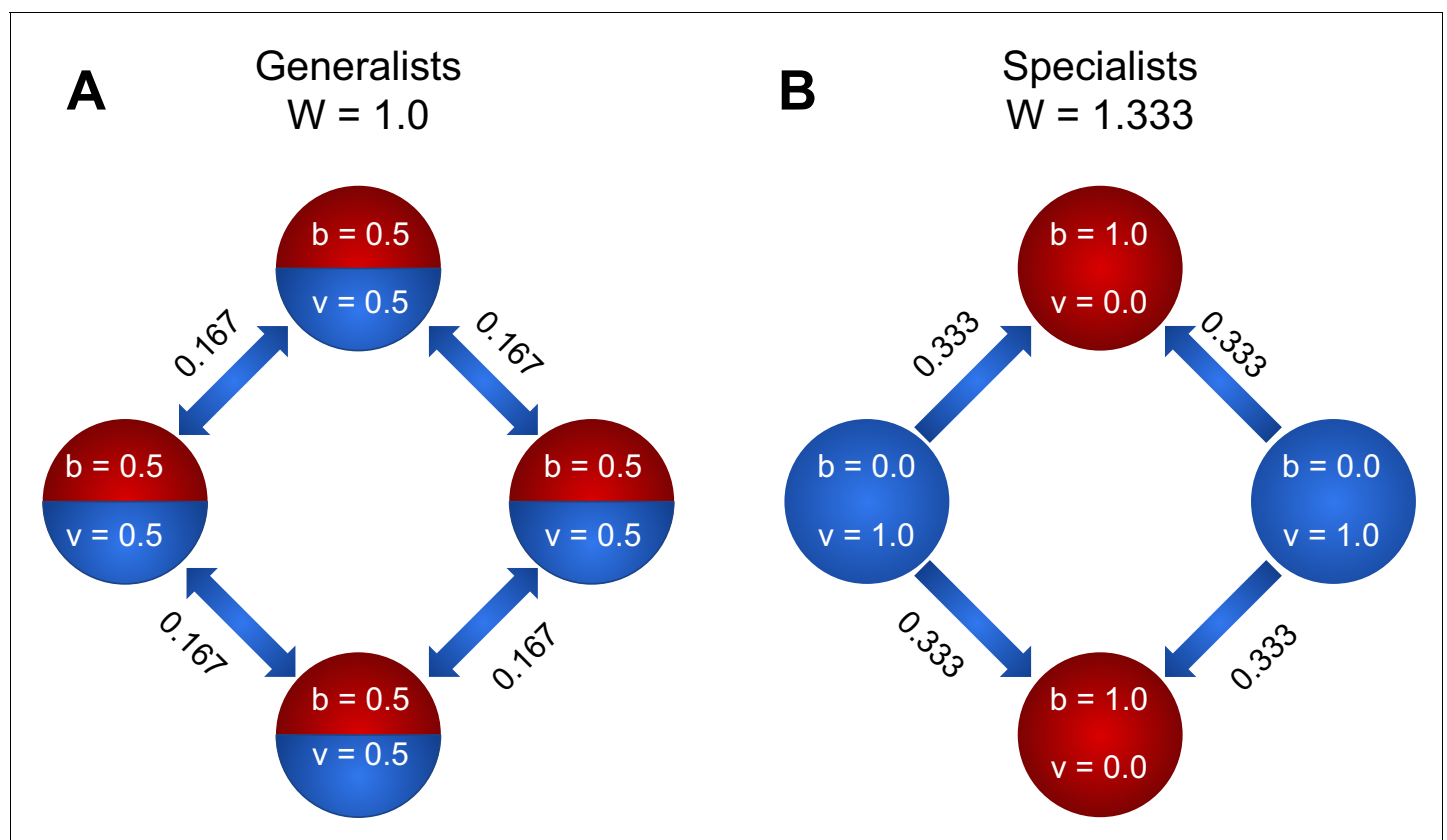 A
Generalists
W = 1.0
b = 0.5
v = 0.5
0.167
0.167
b = 0.5
v = 0.5
b = 0.5
v = 0.5
0.167
0.167
b = 0.5
v = 0.5
B
Specialists
W = 1.333
b = 1.0
v = 0.0
0.333
0.333
b = 0.0
v = 1.0
b = 0.0
v = 1.0
0.333
0.333
b = 1.0
v = 0.0